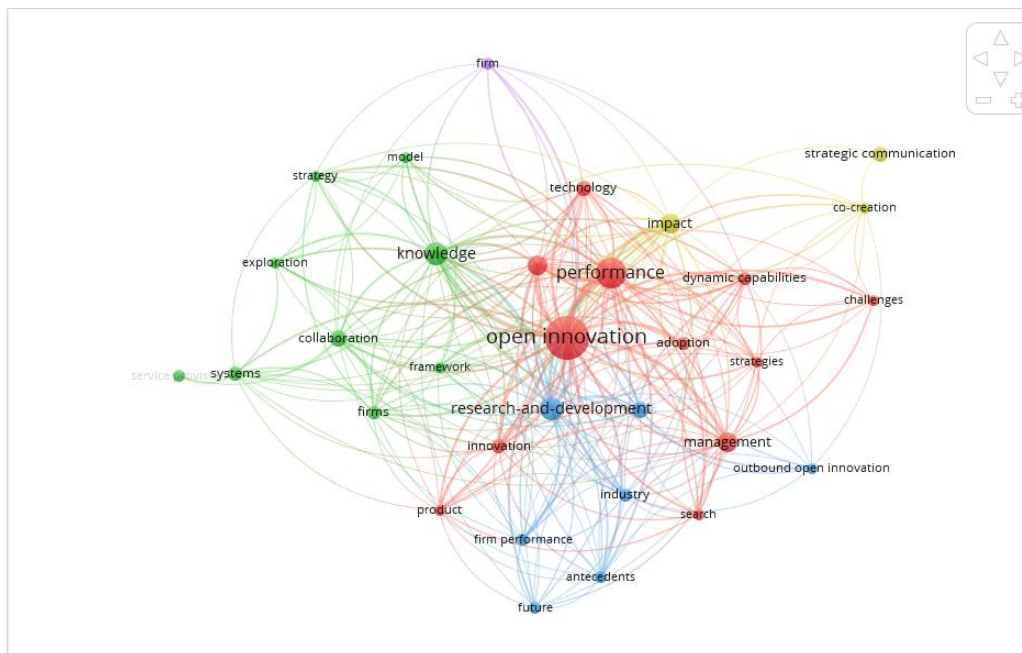 firm
model
strategic communication
strategy
technology
co-creation
impact
knowledge
exploration
performance
dynamic capabilities
challenges
open innovation
collaboration
adoption
strategies
framework
systems
research-and-development
firms
management
innovation
outbound open innovation
industry
product
search
firm performance
antecedents
future